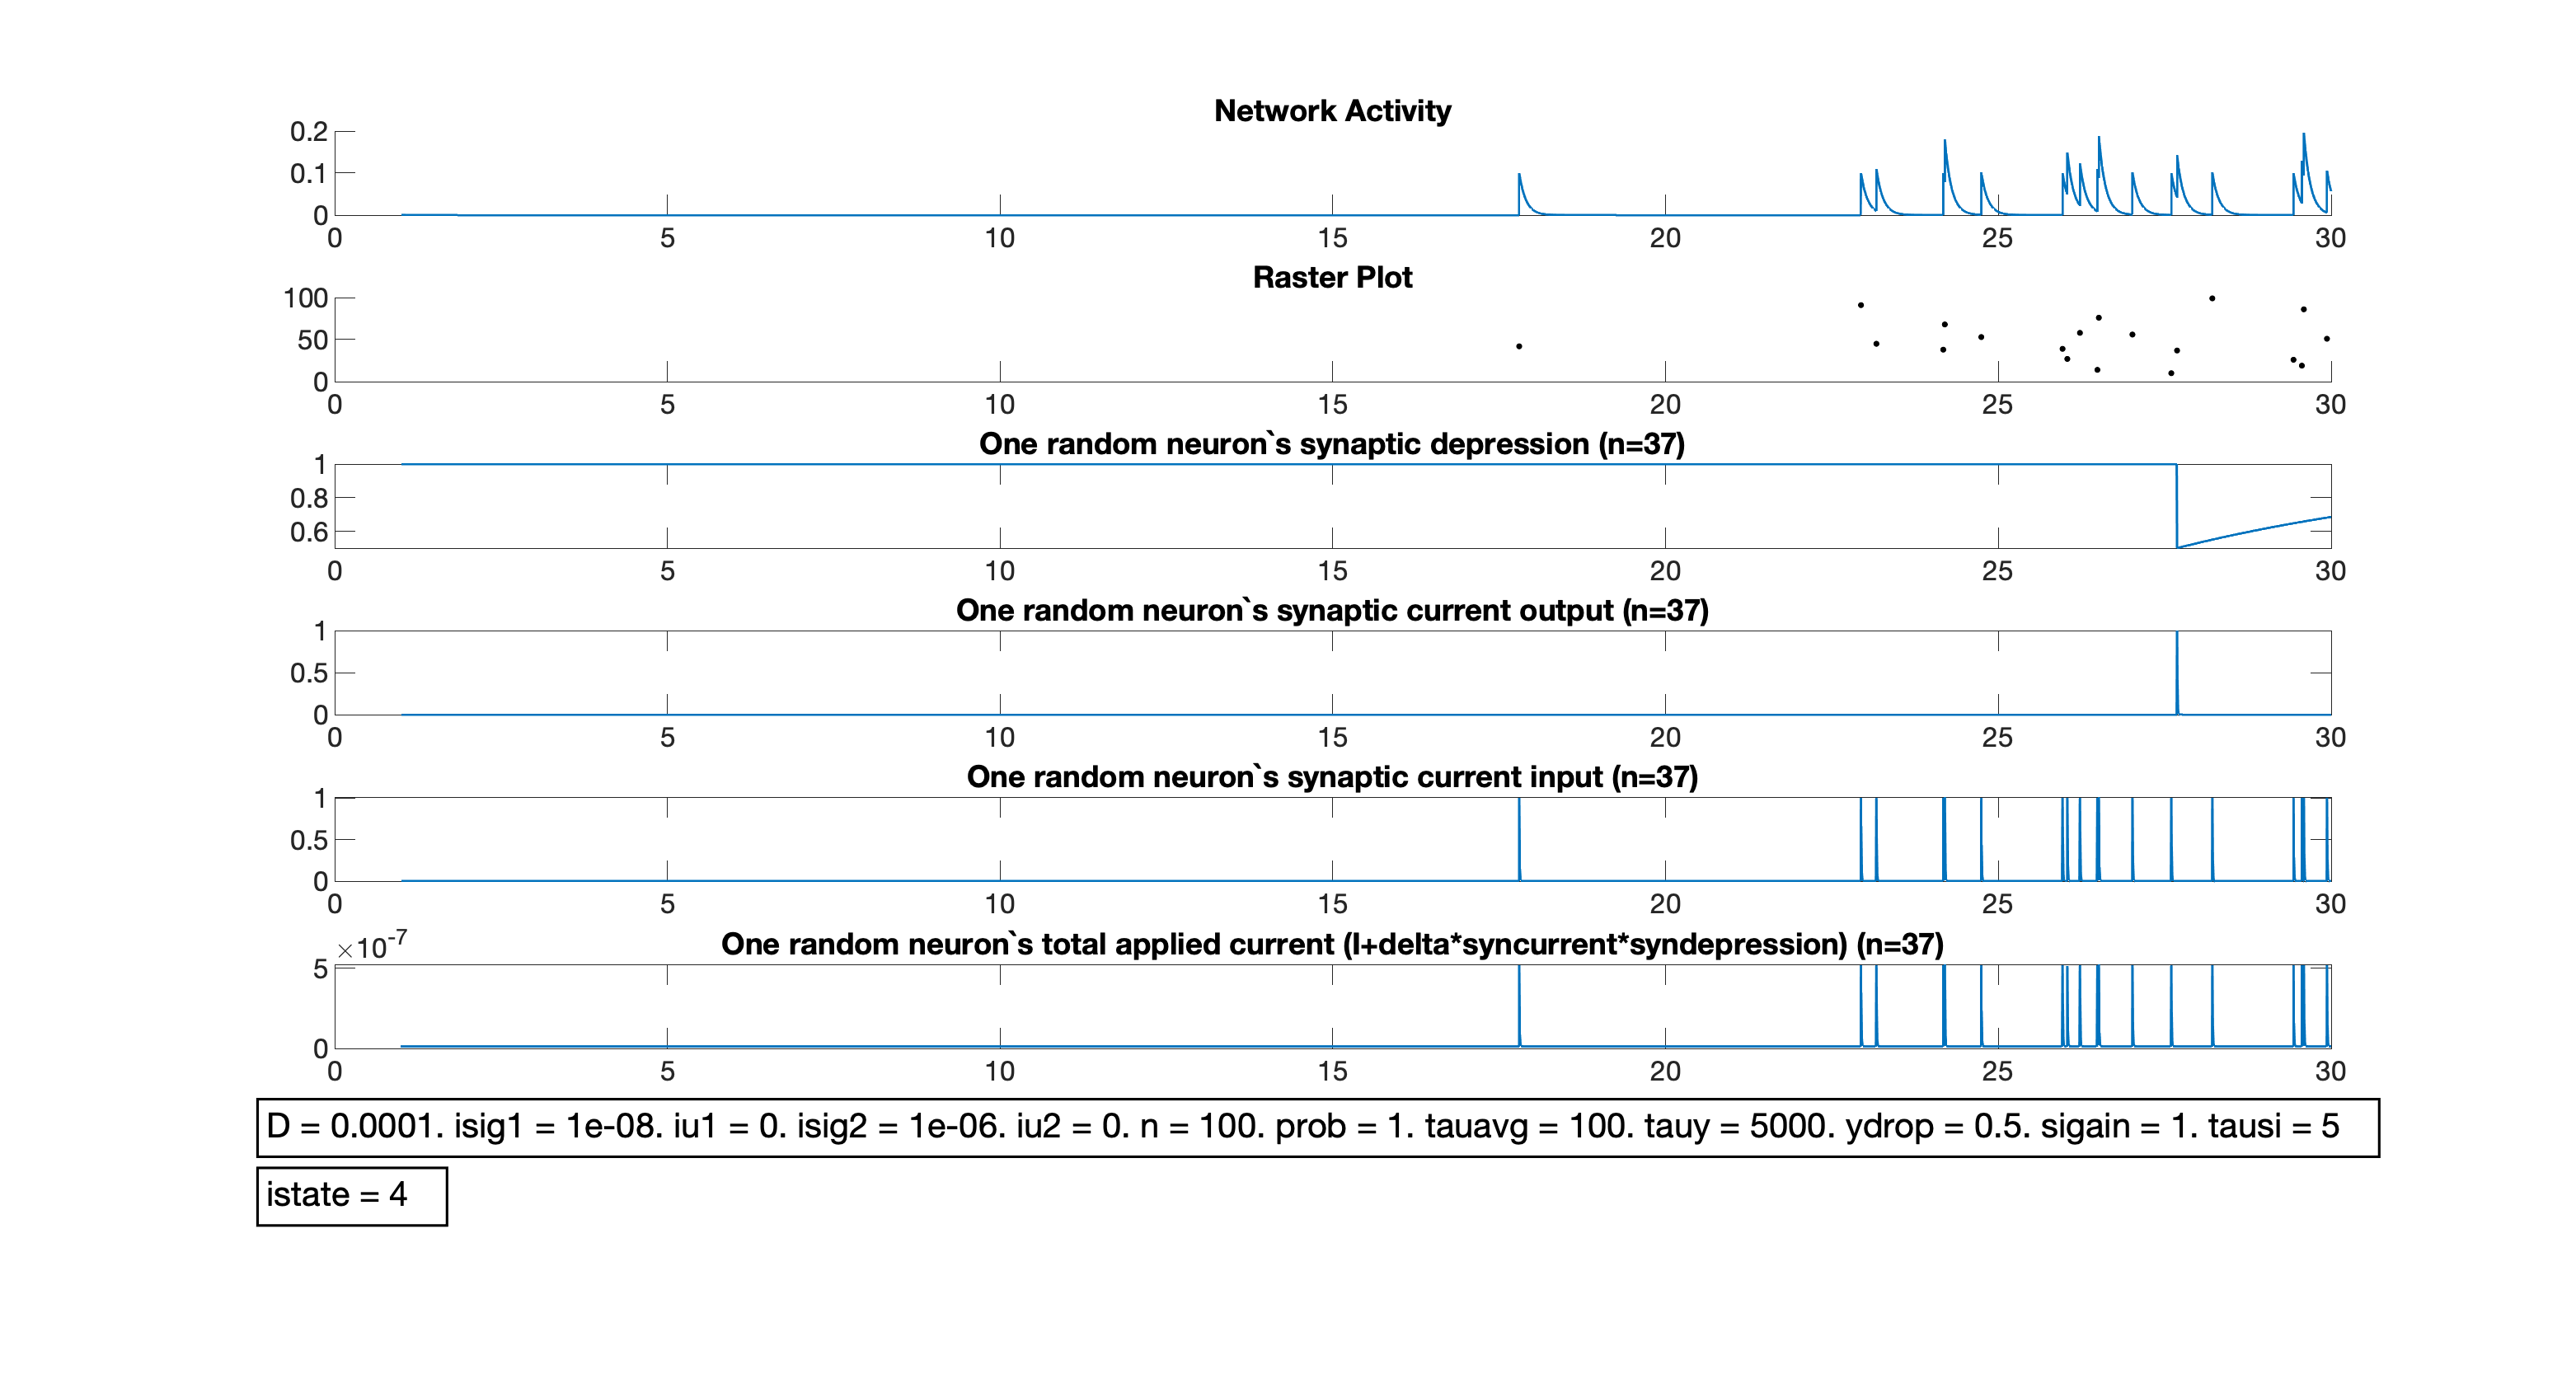 Network Activity
0.2
0.1
0
0 5 10 15 20 25 30
Raster Plot
100
50
0
0 5 10 15 20 25 30
One random neuron`s synaptic depression (n=37)
1
0.8
0.6
0 5 10 15 20 25 30
One random neuron`s synaptic current output (n=37)
1
0.5
0
0 5 10 15 20 25 30
One random neuron`s synaptic current input (n=37)
1
0.5
0
0 5 10 15 20 25 30
×10^-7 One random neuron`s total applied current (I+delta*syncurrent*syndepression) (n=37)
5
0
0 5 10 15 20 25 30
D = 0.0001. isig1 = 1e-08. iu1 = 0. isig2 = 1e-06. iu2 = 0. n = 100. prob = 1. tauavg = 100. tauy = 5000. ydrop = 0.5. sigain = 1. tausi = 5
istate = 4